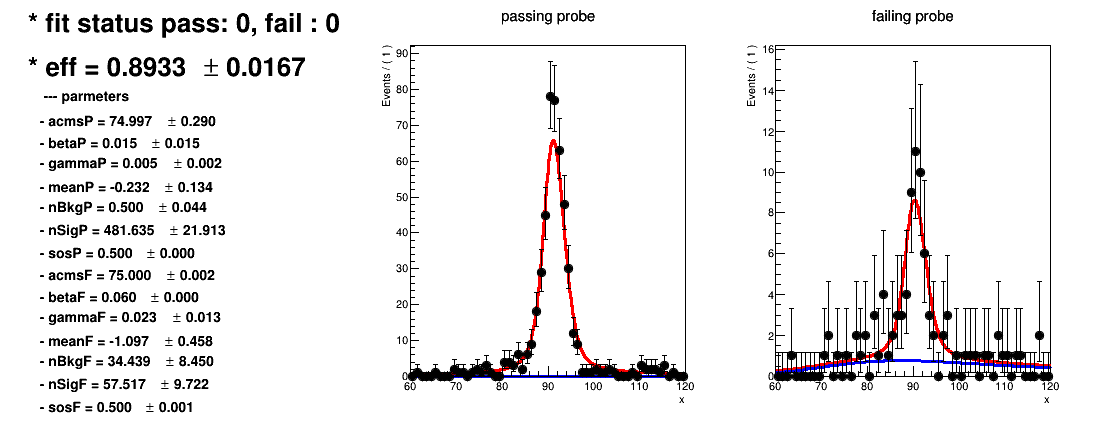 * fit status pass: 0, fail : 0
* eff = 0.8933 ± 0.0167
--- parmeters
- acmsP = 74.997 ± 0.290
- betaP = 0.015 ± 0.015
- gammaP = 0.005 ± 0.002
- meanP = -0.232 ± 0.134
- nBkgP = 0.500 ± 0.044
- nSigP = 481.635 ± 21.913
- sosP = 0.500 ± 0.000
- acmsF = 75.000 ± 0.002
- betaF = 0.060 ± 0.000
- gammaF = 0.023 ± 0.013
- meanF = -1.097 ± 0.458
- nBkgF = 34.439 ± 8.450
- nSigF = 57.517 ± 9.722
- sosF = 0.500 ± 0.001
passing probe
Events / ( 1 )
90
80
70
60
50
40
30
20
10
0
60 70 80 90 100 110 120
x
failing probe
Events / ( 1 )
16
14
12
10
8
6
4
2
0
60 70 80 90 100 110 120
x